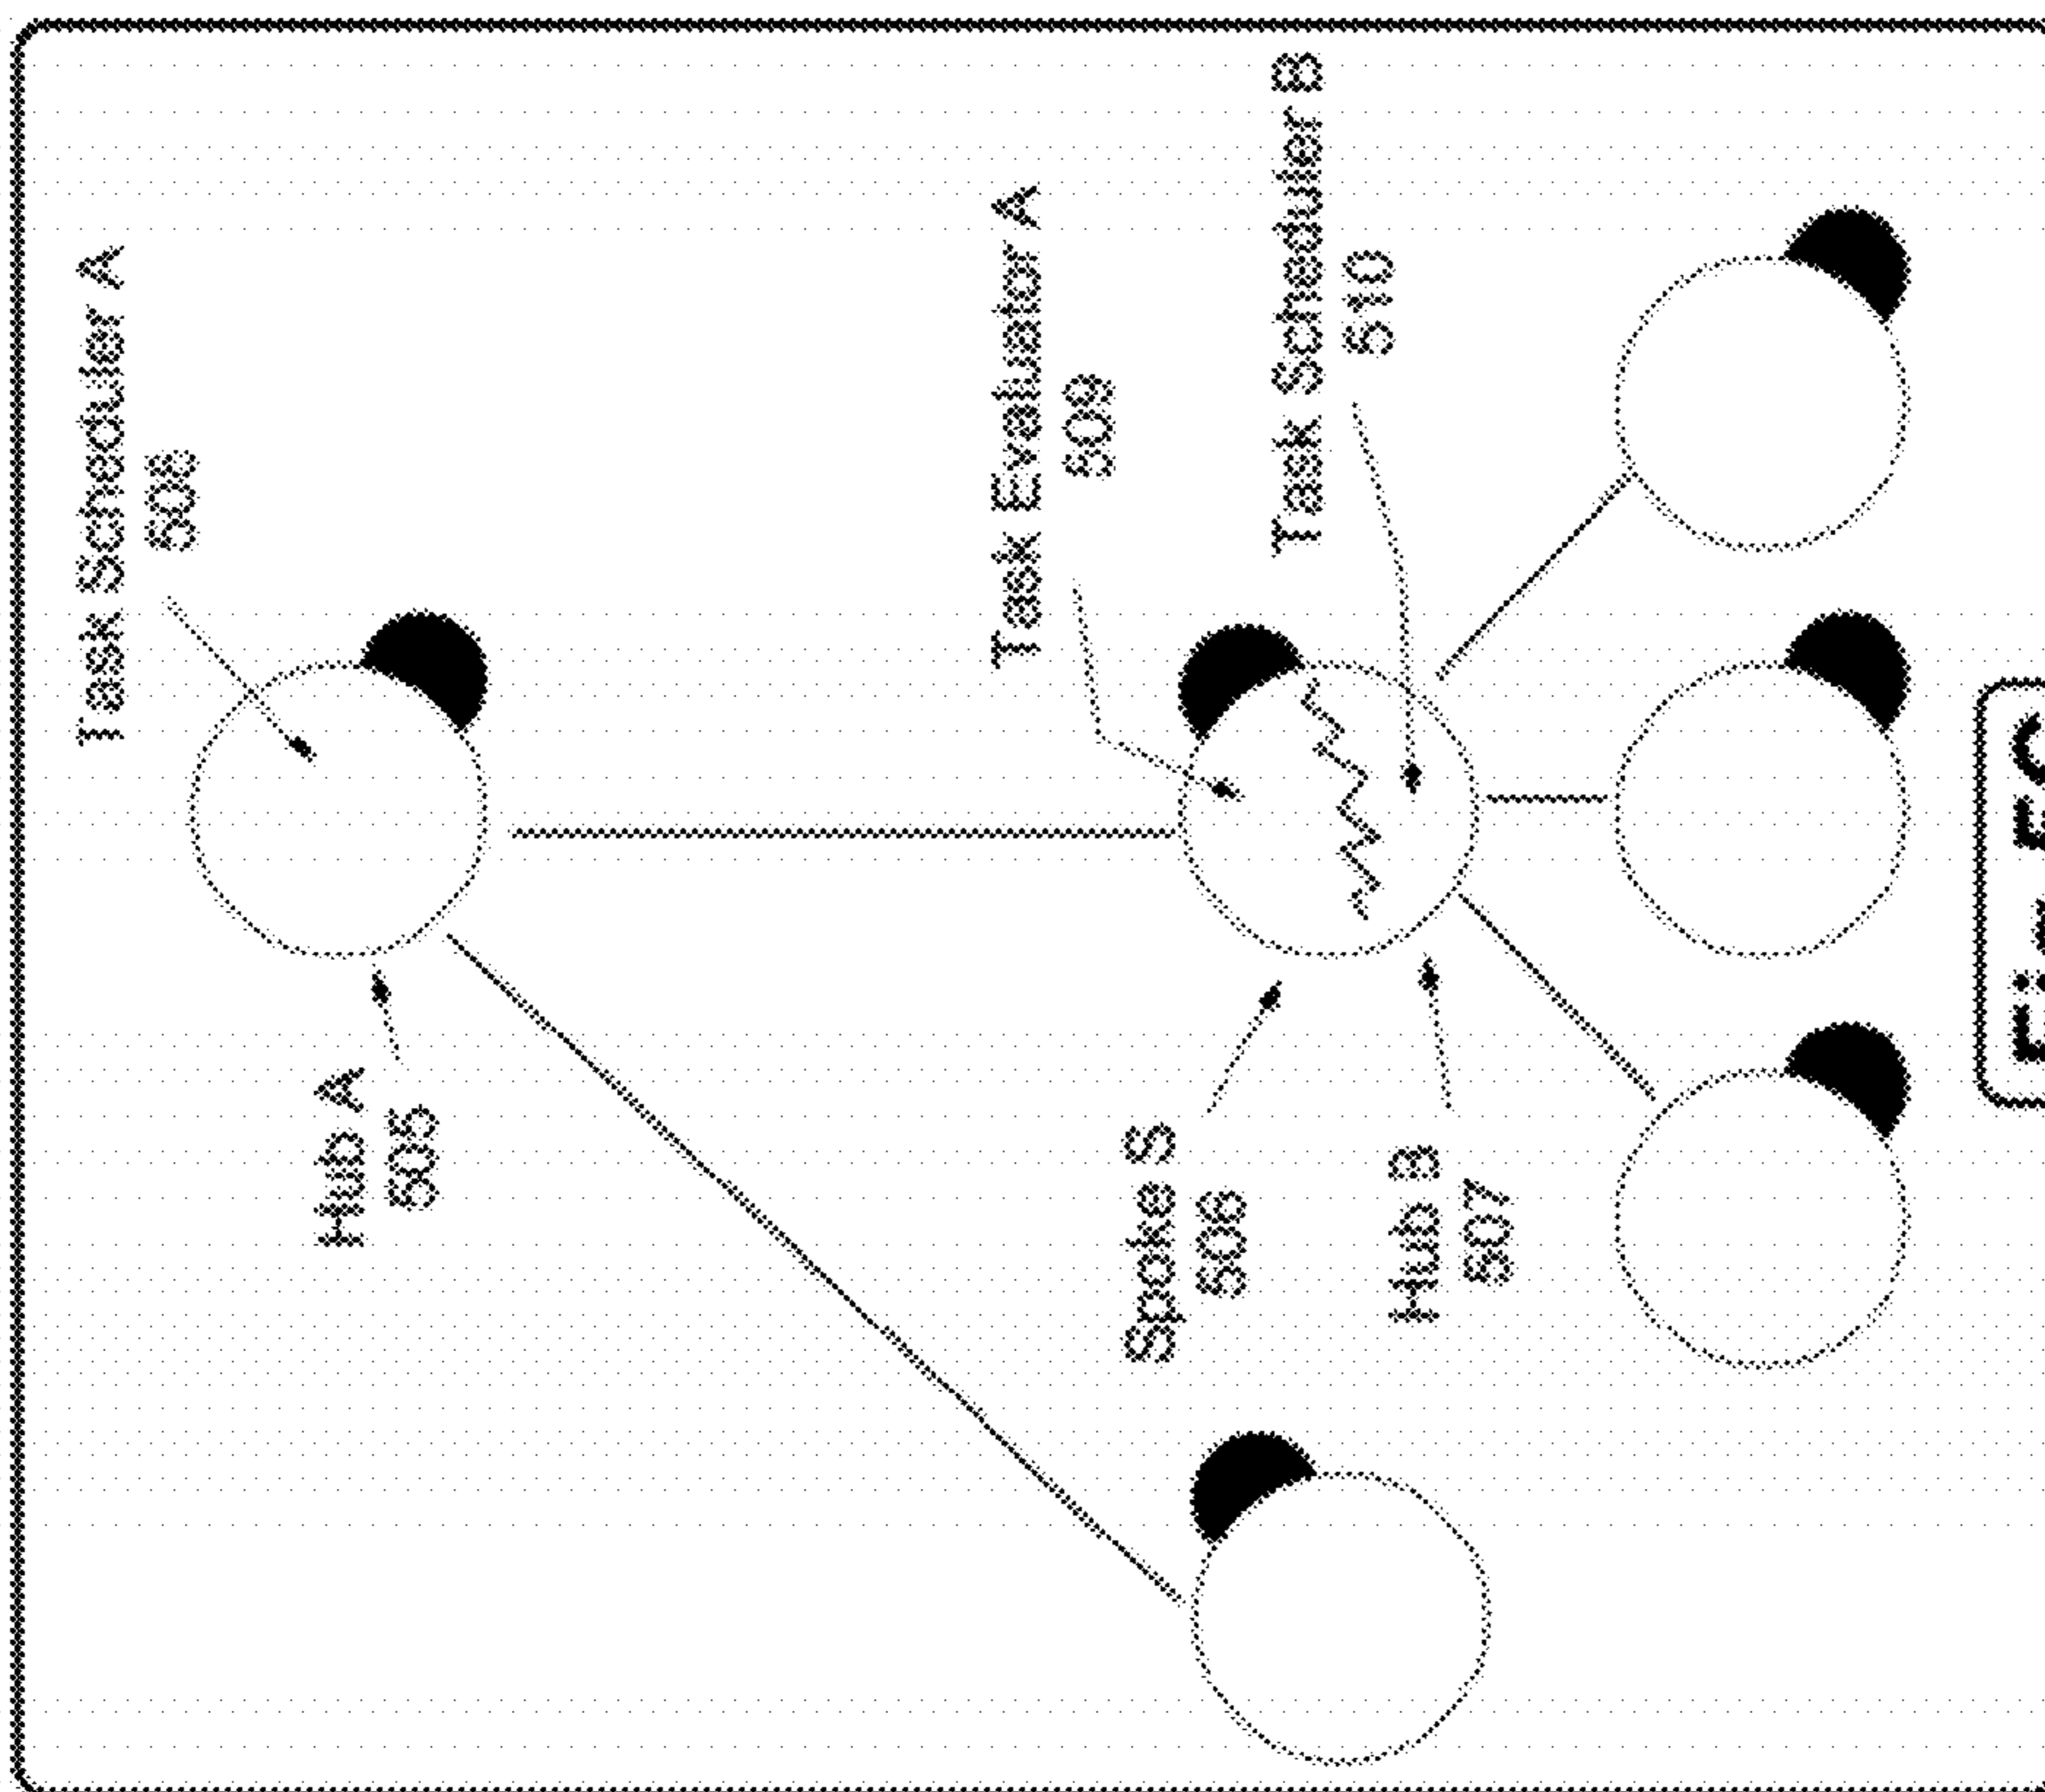 Task Scheduler A
508
Hub A
505
Task Evaluator A
509
Spoke S
506
Task Scheduler B
510
Hub B
507